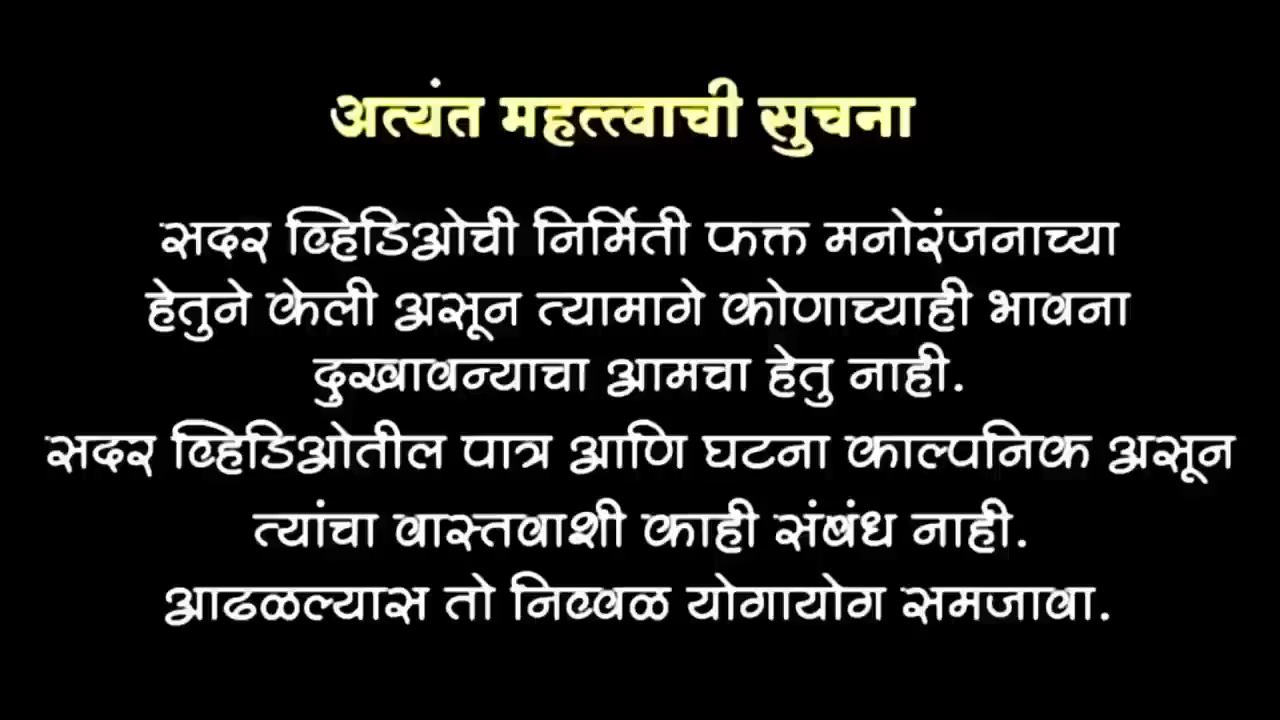 अत्यंत महत्त्वाची सुचना
सदर व्हिडिओची निर्मिती फक्त मनोरंजनाच्या
हेतुने केली असून त्यामागे कोणाच्याही भावना
दुखावन्याचा आमचा हेतु नाही.
सदर व्हिडिओतील पात्र आणि घटना काल्पनिक असून
त्यांचा वास्तवाशी काही संबंध नाही.
आढळल्यास तो निव्वळ योगायोग समजावा.